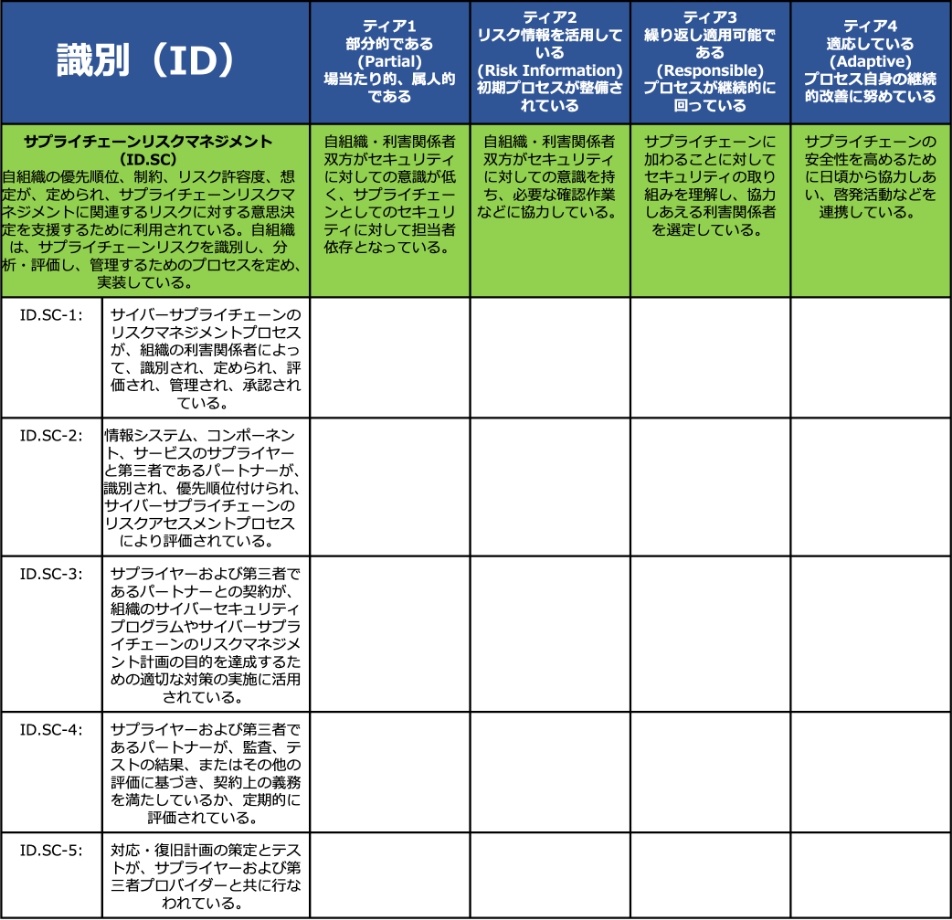 識別（ID）
ティア1
部分的である
(Partial)
場当たり的、属人的
である
ティア2
リスク情報を活用して
いる
(Risk Information)
初期プロセスが整備さ
れている
ティア3
繰り返し適用可能で
ある
(Responsible)
プロセスが継続的に
回っている
ティア4
適応している
(Adaptive)
プロセス自身の継続
的改善に努めている
サプライチェーンリスクマネジメント
（ID.SC）
自組織の優先順位、制約、リスク許容度、想
定が、定められ、サプライチェーンリスクマ
ネジメントに関連するリスクに対する意思決
定を支援するために利用されている。自組織
は、サプライチェーンリスクを識別し、分
析・評価し、管理するためのプロセスを定め、
実装している。
自組織・利害関係者
双方がセキュリティ
に対しての意識が低
く、サプライチェー
ンとしてのセキュリ
ティに対して担当者
依存となっている。
自組織・利害関係者
双方がセキュリティ
に対しての意識を持
ち、必要な確認作業
などに協力している。
サプライチェーンに
加わることに対して
セキュリティの取り
組みを理解し、協力
しあえる利害関係者
を選定している。
サプライチェーンの
安全性を高めるため
に日頃から協力しあ
い、啓発活動などを
連携している。
ID.SC-1:
サイバーサプライチェーンの
リスクマネジメントプロセス
が、組織の利害関係者によっ
て、識別され、定められ、評
価され、管理され、承認され
ている。
ID.SC-2:
情報システム、コンポーネン
ト、サービスのサプライヤー
と第三者であるパートナーが、
識別され、優先順位付けられ、
サイバーサプライチェーンの
リスクアセスメントプロセス
により評価されている。
ID.SC-3:
サプライヤーおよび第三者で
あるパートナーとの契約が、
組織のサイバーセキュリティ
プログラムやサイバーサプラ
イチェーンのリスクマネジメ
ント計画の目的を達成するた
めの適切な対策の実施に活用
されている。
ID.SC-4:
サプライヤーおよび第三者で
あるパートナーが、監査、テ
ストの結果、またはその他の
評価に基づき、契約上の義務
を満たしているか、定期的に
評価されている。
ID.SC-5:
対応・復旧計画の策定とテス
トが、サプライヤーおよび第
三者プロバイダーと共に行な
われている。